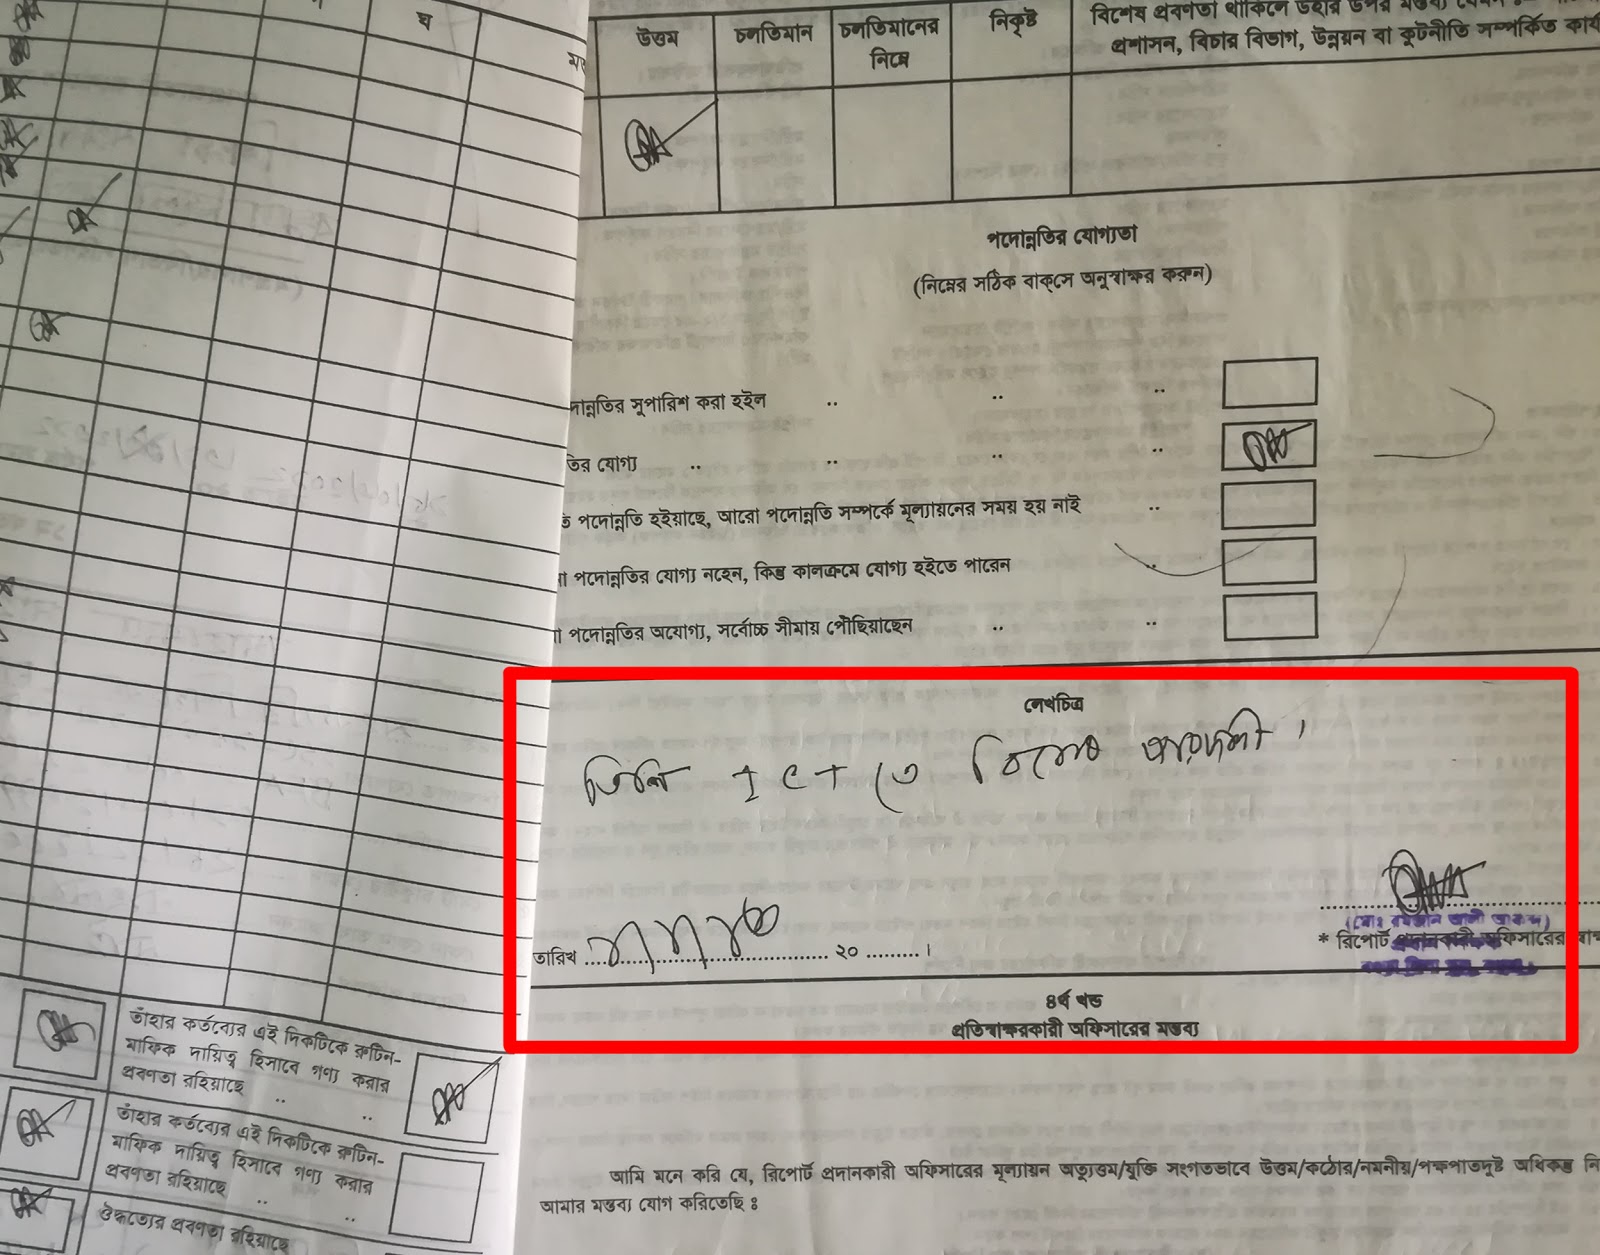 ঘ
উত্তম
চলতিমান
চলতিমানের
নিম্নে
নিকৃষ্ট
বিশেষ প্রবণতা থাকিলে উহার উপর
প্রশাসন, বিচার বিভাগ, উন্নয়ন বা কূটনীতি সম্পর্কিত কার্য
পদোন্নতির যোগ্যতা
(নিম্নের সঠিক বাক্‌সে অনুস্বাক্ষর করুন)
দোন্নতির সুপারিশ করা হইল .. .. ..
তির যোগ্য .. .. .. ..
তি পদোন্নতি হইয়াছে, আরো পদোন্নতি সম্পর্কে মূল্যায়নের সময় হয় নাই ..
পদোন্নতির যোগ্য নহেন, কিন্তু কালক্রমে যোগ্য হইতে পারেন ..
পদোন্নতির অযোগ্য, সর্বোচ্চ সীমায় পৌঁছিয়াছেন .. ..
লেখচিত্র
তিনি ICT তে বিশেষ পারদর্শী।
তারিখ .......... ২০ ......... ।
* রিপোর্ট প্রদানকারী অফিসারের
৪র্থ খন্ড
প্রতিস্বাক্ষরকারী অফিসারের মন্তব্য
তাঁহার কর্তব্যের এই দিকটিকে রুটিন-
মাফিক দায়িত্ব হিসাবে গণ্য করার
প্রবণতা রহিয়াছে .. ..
তাঁহার কর্তব্যের এই দিকটিকে রুটিন-
মাফিক দায়িত্ব হিসাবে গণ্য করার
প্রবণতা রহিয়াছে .. ..
ঔদ্ধত্যের প্রবণতা রহিয়াছে
আমি মনে করি যে, রিপোর্ট প্রদানকারী অফিসারের মূল্যায়ন অত্যুত্তম/যুক্তি সংগতভাবে উত্তম/কঠোর/নমনীয়/পক্ষপাতদুষ্ট অধিকন্তু নি
আমার মন্তব্য যোগ করিতেছি :